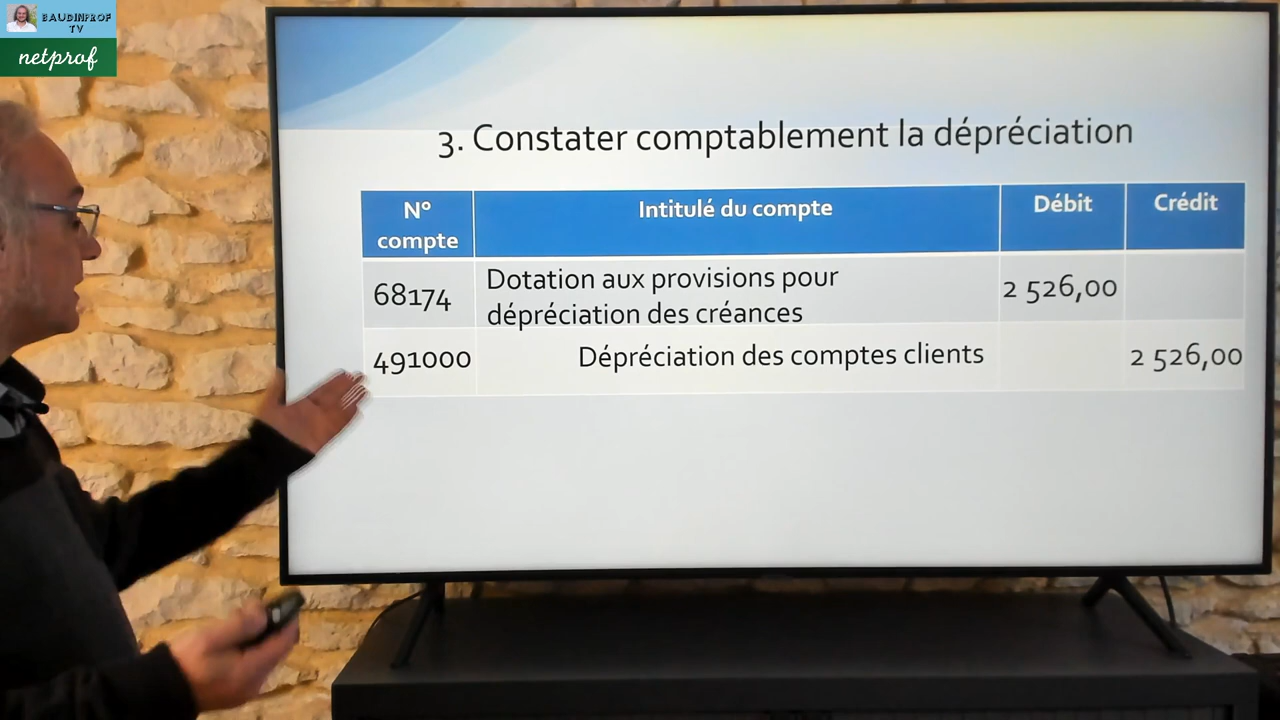 BAUDINPROF
TV
netprof
3. Constater comptablement la dépréciation
N°
compte
Intitulé du compte
Débit
Crédit
68174
Dotation aux provisions pour
dépréciation des créances
2 526,00
491000
Dépréciation des comptes clients
2 526,00